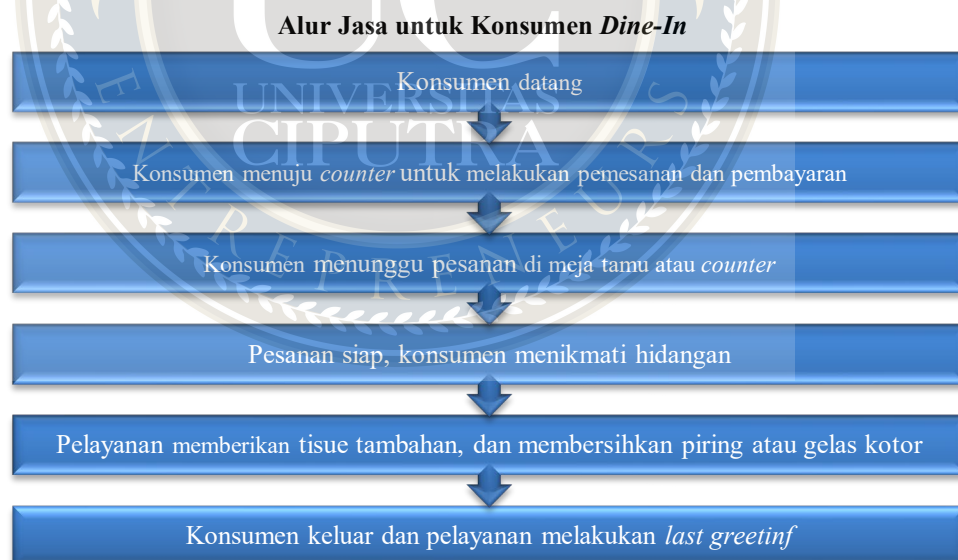 Alur Jasa untuk Konsumen Dine-In
Konsumen datang
UNIVERSITAS
CIPUTRA
Konsumen menuju counter untuk melakukan pemesanan dan pembayaran
Konsumen menunggu pesanan di meja tamu atau counter
ENTREPRENEURS
Pesanan siap, konsumen menikmati hidangan
Pelayanan memberikan tisue tambahan, dan membersihkan piring atau gelas kotor
Konsumen keluar dan pelayanan melakukan last greetinf